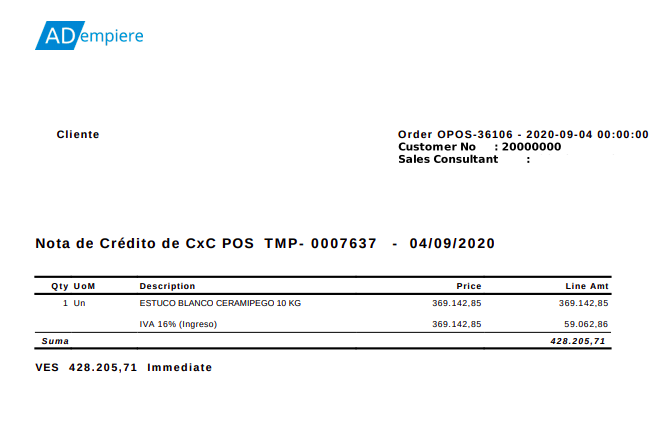 ADempiere
Cliente
Order OPOS-36106 - 2020-09-04 00:00:00
Customer No : 20000000
Sales Consultant :
Nota de Crédito de CxC POS TMP- 0007637 - 04/09/2020
Qty UoM Description Price Line Amt
1 Un ESTUCO BLANCO CERAMIPEGO 10 KG 369.142,85 369.142,85
IVA 16% (Ingreso) 369.142,85 59.062,86
Suma 428.205,71
VES 428.205,71 Immediate